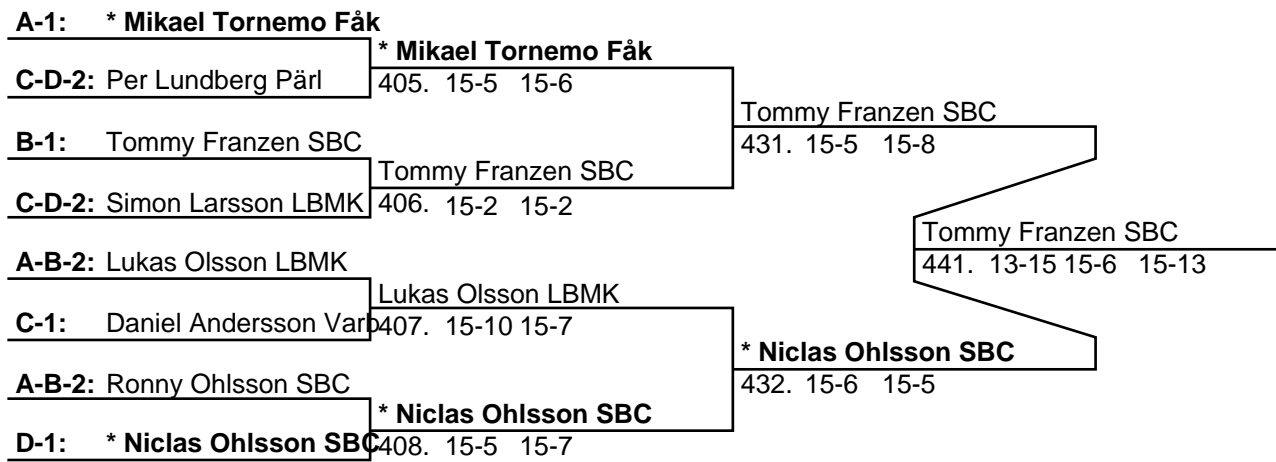 A-1: * Mikael Tornemo Fåk
* Mikael Tornemo Fåk
C-D-2: Per Lundberg Pärl
405. 15-5 15-6
Tommy Franzen SBC
431. 15-5 15-8
B-1: Tommy Franzen SBC
Tommy Franzen SBC
C-D-2: Simon Larsson LBMK
406. 15-2 15-2
Tommy Franzen SBC
441. 13-15 15-6 15-13
A-B-2: Lukas Olsson LBMK
Lukas Olsson LBMK
C-1: Daniel Andersson Varb
407. 15-10 15-7
* Niclas Ohlsson SBC
432. 15-6 15-5
A-B-2: Ronny Ohlsson SBC
* Niclas Ohlsson SBC
D-1: * Niclas Ohlsson SBC
408. 15-5 15-7